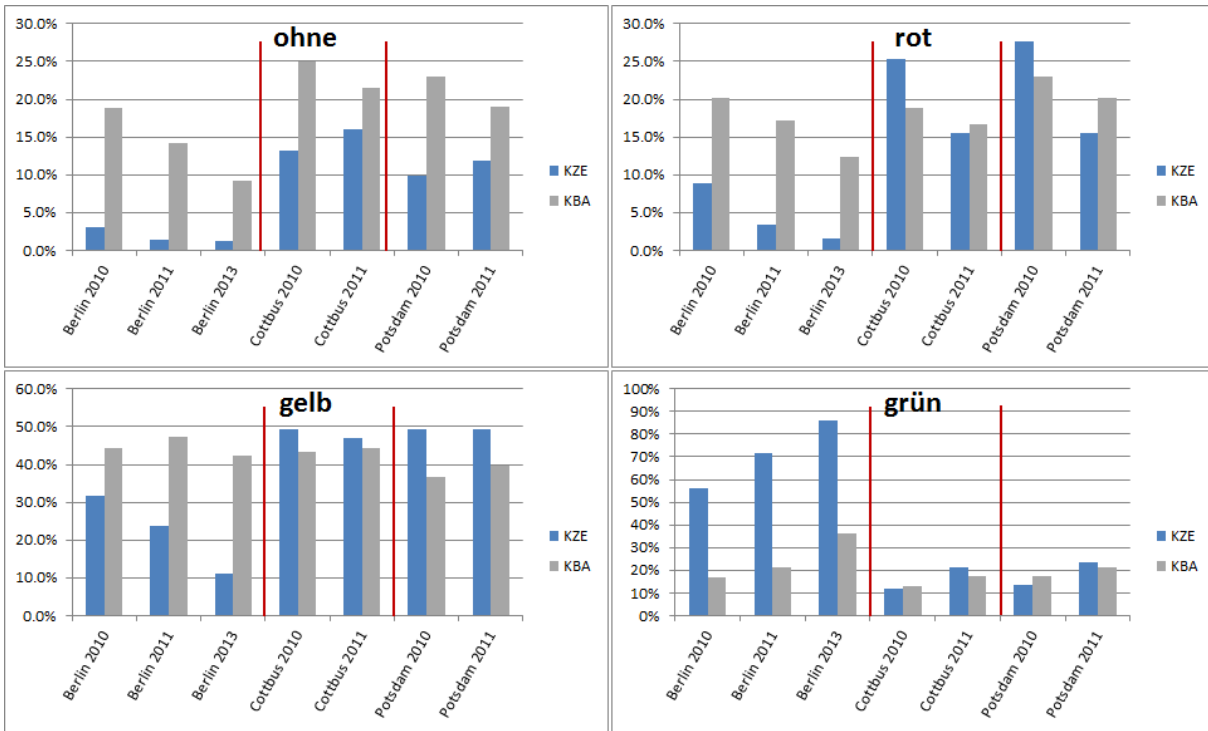 ohne
30.0%
25.0%
20.0%
15.0%
10.0%
5.0%
0.0%
KZE
KBA
Berlin 2010
Berlin 2011
Berlin 2013
Cottbus 2010
Cottbus 2011
Potsdam 2010
Potsdam 2011
rot
30.0%
25.0%
20.0%
15.0%
10.0%
5.0%
0.0%
KZE
KBA
Berlin 2010
Berlin 2011
Berlin 2013
Cottbus 2010
Cottbus 2011
Potsdam 2010
Potsdam 2011
gelb
60.0%
50.0%
40.0%
30.0%
20.0%
10.0%
0.0%
KZE
KBA
Berlin 2010
Berlin 2011
Berlin 2013
Cottbus 2010
Cottbus 2011
Potsdam 2010
Potsdam 2011
grün
100%
90%
80%
70%
60%
50%
40%
30%
20%
10%
0%
KZE
KBA
Berlin 2010
Berlin 2011
Berlin 2013
Cottbus 2010
Cottbus 2011
Potsdam 2010
Potsdam 2011